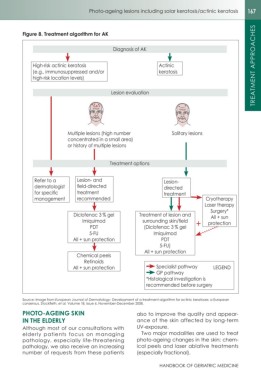 Photo-ageing lesions including solar keratosis/actinic keratosis
167
TREATMENT APPROACHES
Figure 8. Treatment algorithm for AK
Diagnosis of AK
High-risk actinic keratosis
(e.g., immunosuppressed and/or
high-risk location levels)
Actinic
keratosis
Lesion evaluation
Multiple lesions (high number
concentrated in a small area)
or history of multiple lesions
Solitary lesions
Treatment options
Refer to a
dermatologist
for specific
management
Lesion- and
field-directed
treatment
recommended
Lesion-
directed
treatment
Cryotherapy
Laser therapy
Surgery*
All + sun
protection
Diclofenac 3% gel
Imiquimod
PDT
5-FU
All + sun protection
Treatment of lesion and
surrounding skin/field
(Diclofenac 3% gel
Imiquimod
PDT
5-FU)
All + sun protection
+
Chemical peels
Retinoids
All + sun protection
Specialist pathway
LEGEND
GP pathway
*Histological investigation is
recommended before surgery
Source: Image from European Journal of Dermatology. Development of a treatment algorithm for actinic keratoses: a European
consensus. Stockfleth, et al. Volume 18, Issue 6, November-December 2008.
PHOTO-AGEING SKIN
IN THE ELDERLY
Although most of our consultations with
elderly patients focus on managing
pathology, especially life-threatening
pathology, we also receive an increasing
number of requests from these patients
also to improve the quality and appear-
ance of the skin affected by long-term
UV-exposure.
Two major modalities are used to treat
photo-ageing changes in the skin: chem-
ical peels and laser ablative treatments
(especially fractional).
HANDBOOK OF GERIATRIC MEDICINE